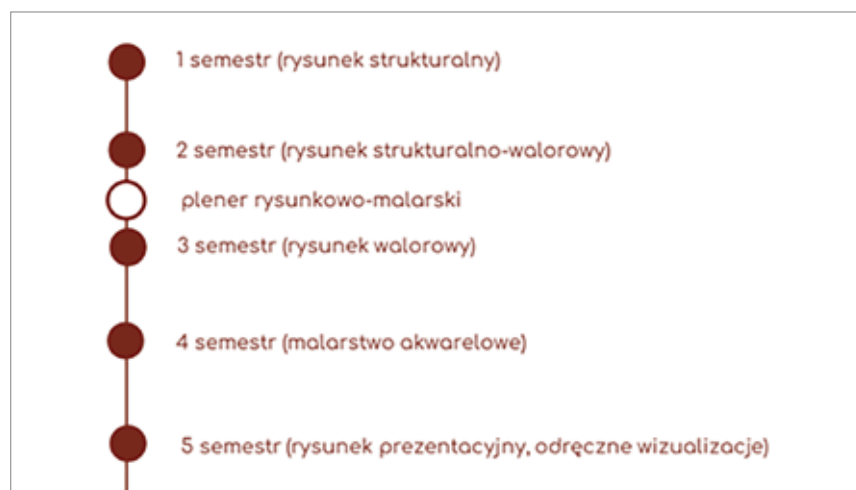 1 semestr (rysunek strukturalny)
2 semestr (rysunek strukturalno-walorowy)
plener rysunkowo-malarski
3 semestr (rysunek walorowy)
4 semestr (malarstwo akwarelowe)
5 semestr (rysunek prezentacyjny, odręczne wizualizacje)